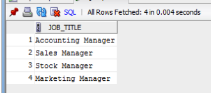 SQL | All Rows Fetched: 4 in 0.004 seconds
JOB_TITLE
1 Accounting Manager
2 Sales Manager
3 Stock Manager
4 Marketing Manager